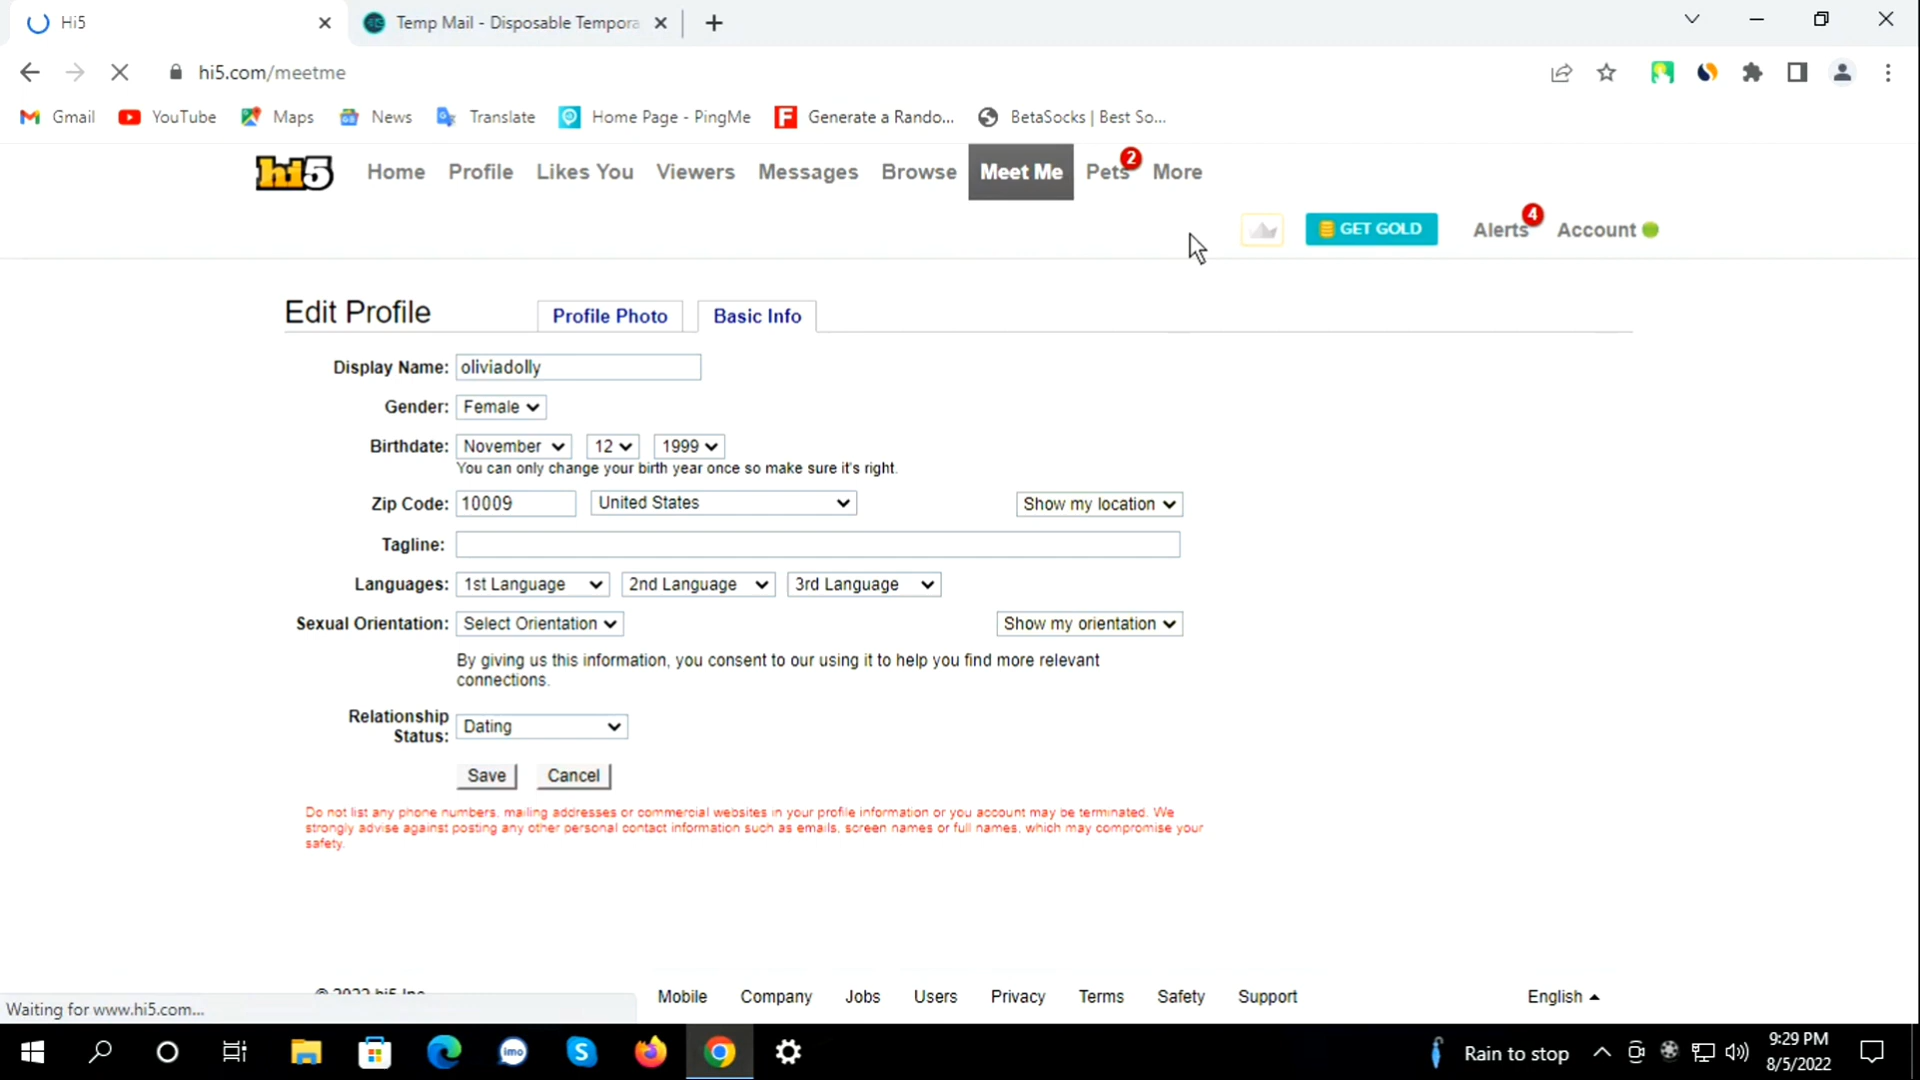 Hi5
Temp Mail - Disposable Tempora
hi5.com/meetme
Gmail YouTube Maps News Translate Home Page - PingMe Generate a Rando... BetaSocks | Best So...
hi5 Home Profile Likes You Viewers Messages Browse Meet Me Pets 2 More
GET GOLD Alerts 4 Account
Edit Profile Profile Photo Basic Info
Display Name: oliviadolly
Gender: Female
Birthdate: November 12 1999
You can only change your birth year once so make sure it's right.
Zip Code: 10009 United States Show my location
Tagline:
Languages: 1st Language 2nd Language 3rd Language
Sexual Orientation: Select Orientation Show my orientation
By giving us this information, you consent to our using it to help you find more relevant
connections.
Relationship
Status: Dating
Save Cancel
Do not list any phone numbers, mailing addresses or commercial websites in your profile information or you account may be terminated. We
strongly advise against posting any other personal contact information such as emails, screen names or full names, which may compromise your
safety.
© 2022 hi5 Inc Mobile Company Jobs Users Privacy Terms Safety Support English
Waiting for www.hi5.com...
imo
Rain to stop
9:29 PM
8/5/2022